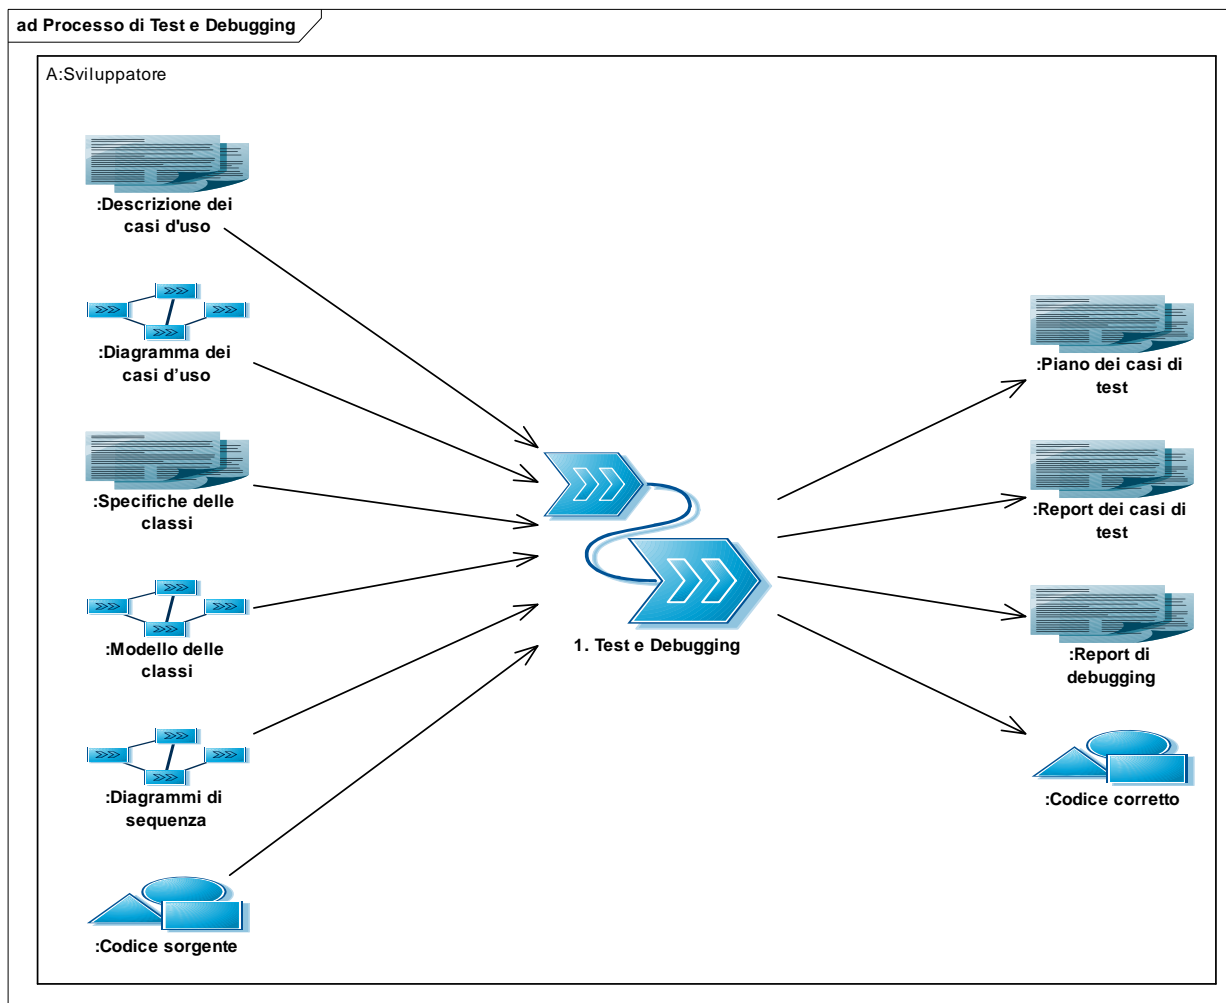 ad Processo di Test e Debugging
A:Sviluppatore
:Descrizione dei
casi d'uso
:Diagramma dei
casi d’uso
:Specifiche delle
classi
:Modello delle
classi
:Diagrammi di
sequenza
:Codice sorgente
1. Test e Debugging
:Piano dei casi di
test
:Report dei casi di
test
:Report di
debugging
:Codice corretto